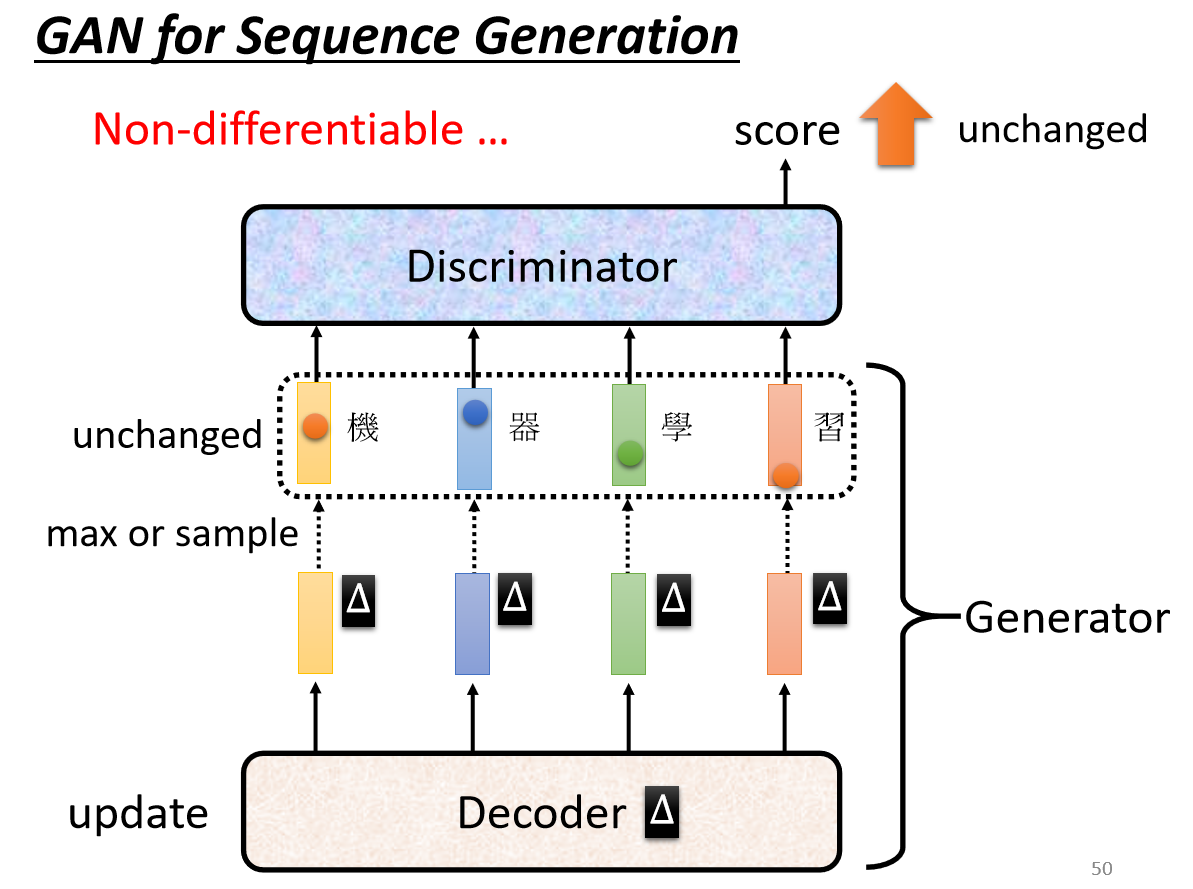 GAN for Sequence Generation
Non-differentiable …
score
unchanged
Discriminator
unchanged
機
器
學
習
max or sample
Δ
Δ
Δ
Δ
Generator
update
Decoder
Δ
50